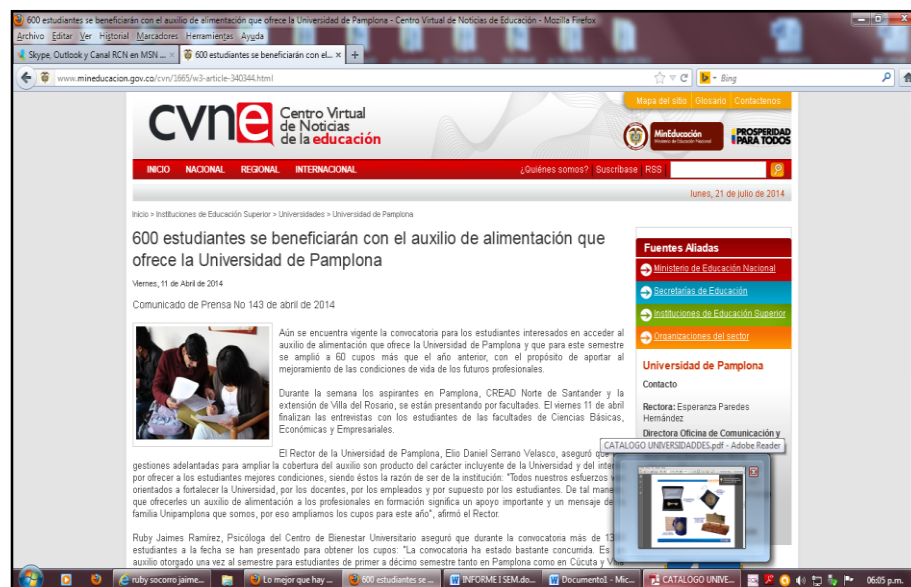 600 estudiantes se beneficiarán con el auxilio de alimentación que ofrece la Universidad de Pamplona - Centro Virtual de Noticias de Educación - Mozilla Firefox
Archivo Editar Ver Historial Marcadores Herramientas Ayuda
Skype, Outlook y Canal RCN en MSN ... × 600 estudiantes se beneficiarán con el... × +
www.mineducacion.gov.co/cvn/1665/w3-article-340344.html
Bing
Mapa del sitio Glosario Contactenos
cvne Centro Virtual
de Noticias
de la educación
MinEducación
Ministerio de Educación Nacional
PROSPERIDAD
PARA TODOS
INICIO NACIONAL REGIONAL INTERNACIONAL ¿Quiénes somos? Suscríbase RSS
lunes, 21 de julio de 2014
Inicio > Instituciones de Educación Superior > Universidades > Universidad de Pamplona
600 estudiantes se beneficiarán con el auxilio de alimentación que
ofrece la Universidad de Pamplona
Viernes, 11 de Abril de 2014
Comunicado de Prensa No 143 de abril de 2014
Aún se encuentra vigente la convocatoria para los estudiantes interesados en acceder al
auxilio de alimentación que ofrece la Universidad de Pamplona y que para este semestre
se amplió a 60 cupos más que el año anterior, con el propósito de aportar al
mejoramiento de las condiciones de vida de los futuros profesionales.
Durante la semana los aspirantes en Pamplona, CREAD Norte de Santander y la
extensión de Villa del Rosario, se están presentando por facultades. El viernes 11 de abril
finalizan las entrevistas con los estudiantes de las facultades de Ciencias Básicas,
Económicas y Empresariales.
El Rector de la Universidad de Pamplona, Elio Daniel Serrano Velasco, aseguró que
gestiones adelantadas para ampliar la cobertura del auxilio son producto del carácter incluyente de la Universidad y del
por ofrecer a los estudiantes mejores condiciones, siendo éstos la razón de ser de la institución: "Todos nuestros esfuerzos
orientados a fortalecer la Universidad, por los docentes, por los empleados y por supuesto por los estudiantes. De tal
que ofrecerles un auxilio de alimentación a los profesionales en formación significa un apoyo importante y un mensaje
familia Unipamplona que somos, por eso ampliamos los cupos para este año", afirmó el Rector.
Ruby Jaimes Ramírez, Psicóloga del Centro de Bienestar Universitario aseguró que durante la convocatoria más de
estudiantes a la fecha se han presentado para obtener los cupos: "La convocatoria ha estado bastante concurrida. Es
auxilio otorgado una vez al semestre para estudiantes de primer a décimo semestre tanto en Pamplona como en Cúcuta y
Fuentes Aliadas
Ministerio de Educación Nacional
Secretarías de Educación
Instituciones de Educación Superior
Organizaciones del sector
Universidad de Pamplona
Contacto
Rectora: Esperanza Paredes
Hernández
Directora Oficina de Comunicación y
CATALOGO UNIVERSIDADDES.pdf - Adobe Reader
ruby socorro jaime... Lo mejor que hay ... 600 estudiantes se ... INFORME I SEM.do... Documento1 - Mic... CATALOGO UNIVE... ES 06:05 p.m.